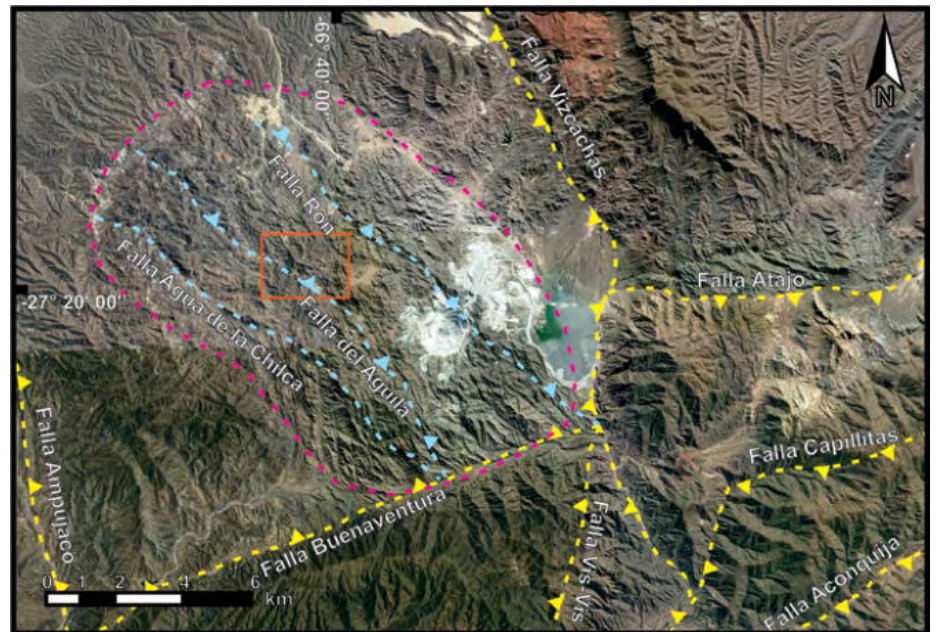 -66° 40' 00"
Falla Vizcachas
N
Falla Ron
Falla Agua de la Chilca
Falla Atajo
-27° 20' 00"
Falla del Aguila
Falla Ampujaco
Falla Capillitas
Falla Buenaventura
Falla Vis Vis
Falla Aconquija
0 1 2 4 6
km